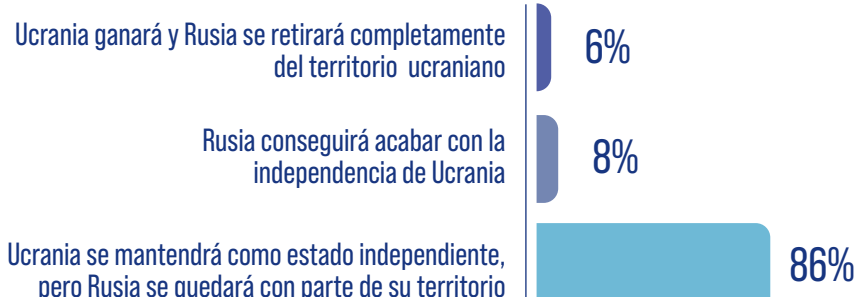 Ucrania ganará y Rusia se retirará completamente
del territorio ucraniano
6%
Rusia conseguirá acabar con la
independencia de Ucrania
8%
Ucrania se mantendrá como estado independiente,
pero Rusia se quedará con parte de su territorio
86%